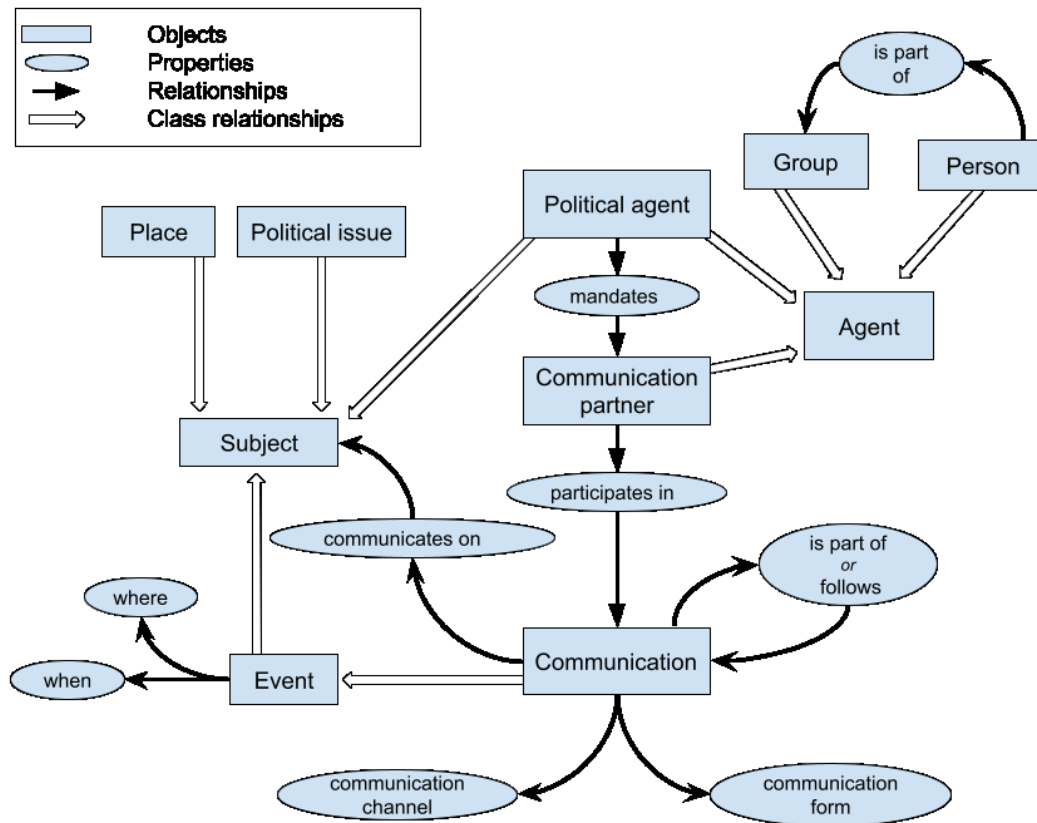 Objects
Properties
Relationships
Class relationships
is part
of
Group
Person
Political agent
Place
Political issue
mandates
Agent
Communication
partner
Subject
participates in
communicates on
is part of
or
follows
where
Communication
when
Event
communication
channel
communication
form